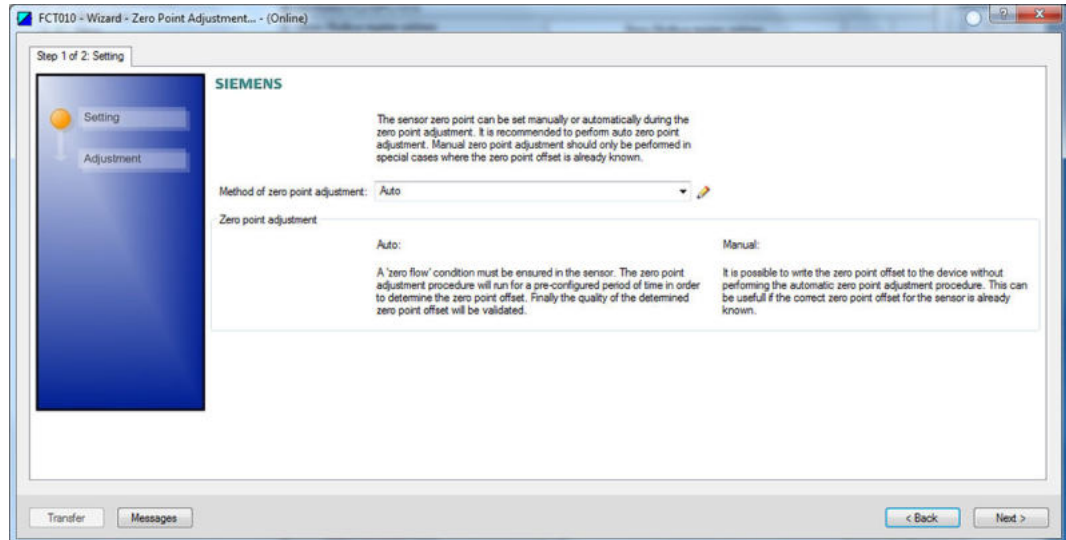 FCT010 - Wizard - Zero Point Adjustment... - (Online)
Step 1 of 2: Setting
SIEMENS
Setting
Adjustment
The sensor zero point can be set manually or automatically during the
zero point adjustment. It is recommended to perform auto zero point
adjustment. Manual zero point adjustment should only be performed in
special cases where the zero point offset is already known.
Method of zero point adjustment:
Auto
Zero point adjustment
Auto:
A 'zero flow' condition must be ensured in the sensor. The zero point
adjustment procedure will run for a pre-configured period of time in order
to determine the zero point offset. Finally the quality of the determined
zero point offset will be validated.
Manual:
It is possible to write the zero point offset to the device without
performing the automatic zero point adjustment procedure. This can
be usefull if the correct zero point offset for the sensor is already
known.
Transfer
Messages
< Back
Next >